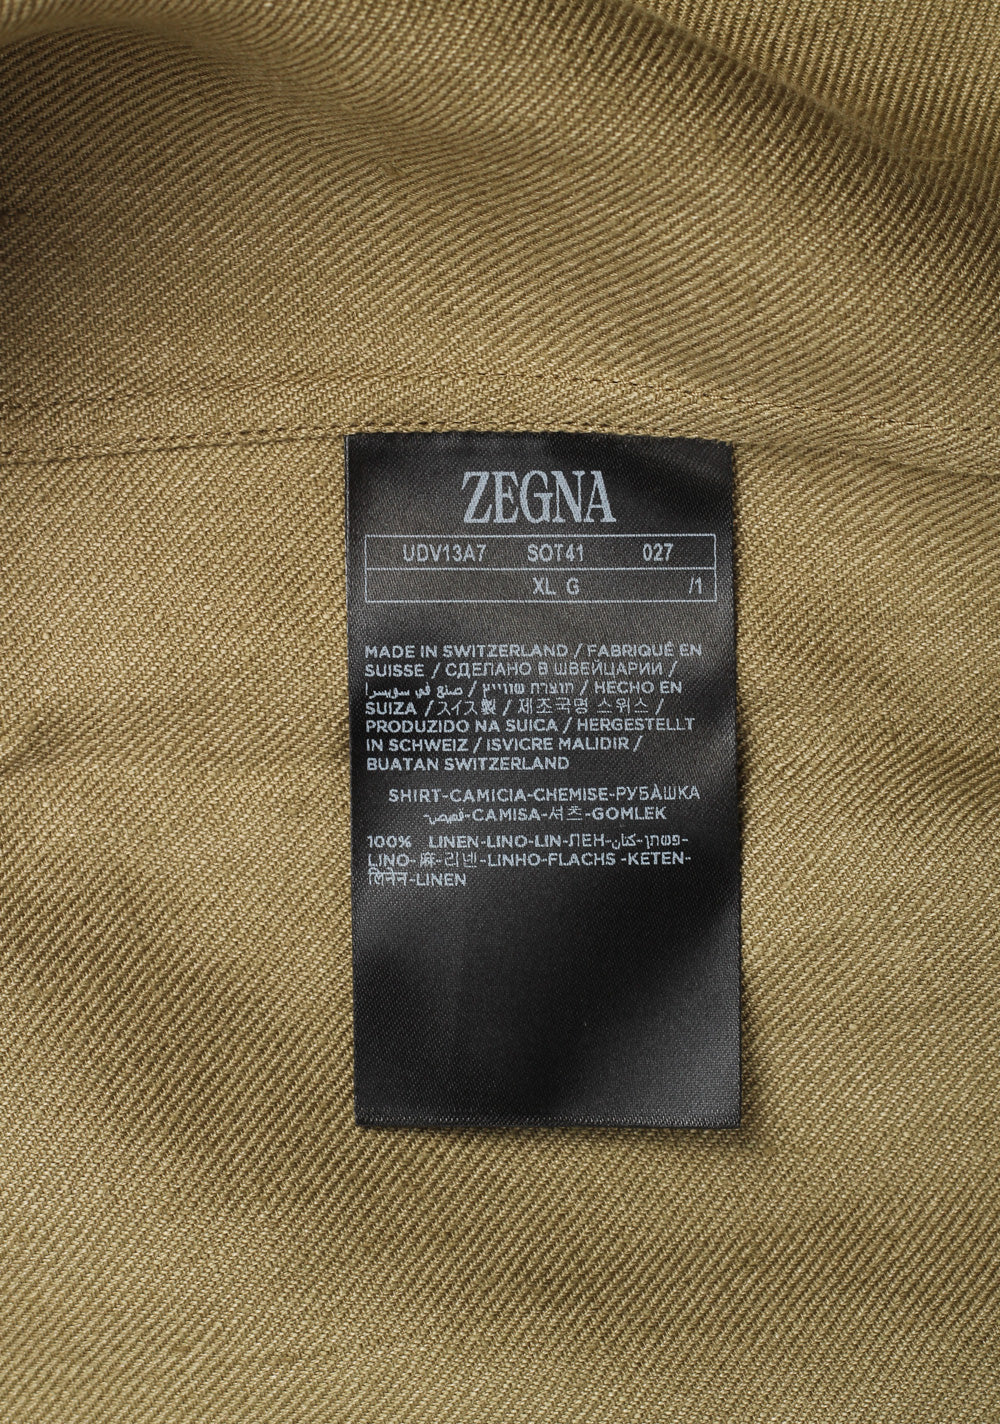 ZEGNA
UDV13A7 SOT41 027
XL G /1
MADE IN SWITZERLAND / FABRIQUÉ EN
SUISSE / СДЕЛАНО В ШВЕЙЦАРИИ /
صنع في سويسرا / תוצרת שווייץ / HECHO EN
SUIZA / スイス製 / 제조국명 스위스 /
PRODUZIDO NA SUICA / HERGESTELLT
IN SCHWEIZ / ISVICRE MALIDIR /
BUATAN SWITZERLAND
SHIRT-CAMICIA-CHEMISE-РУБАШКА
قميص-CAMISA-셔츠-GOMLEK
100% LINEN-LINO-LIN-ЛЕН-كتان-פשתן-
LINO-麻-리넨-LINHO-FLACHS -KETEN-
लिनेन-LINEN